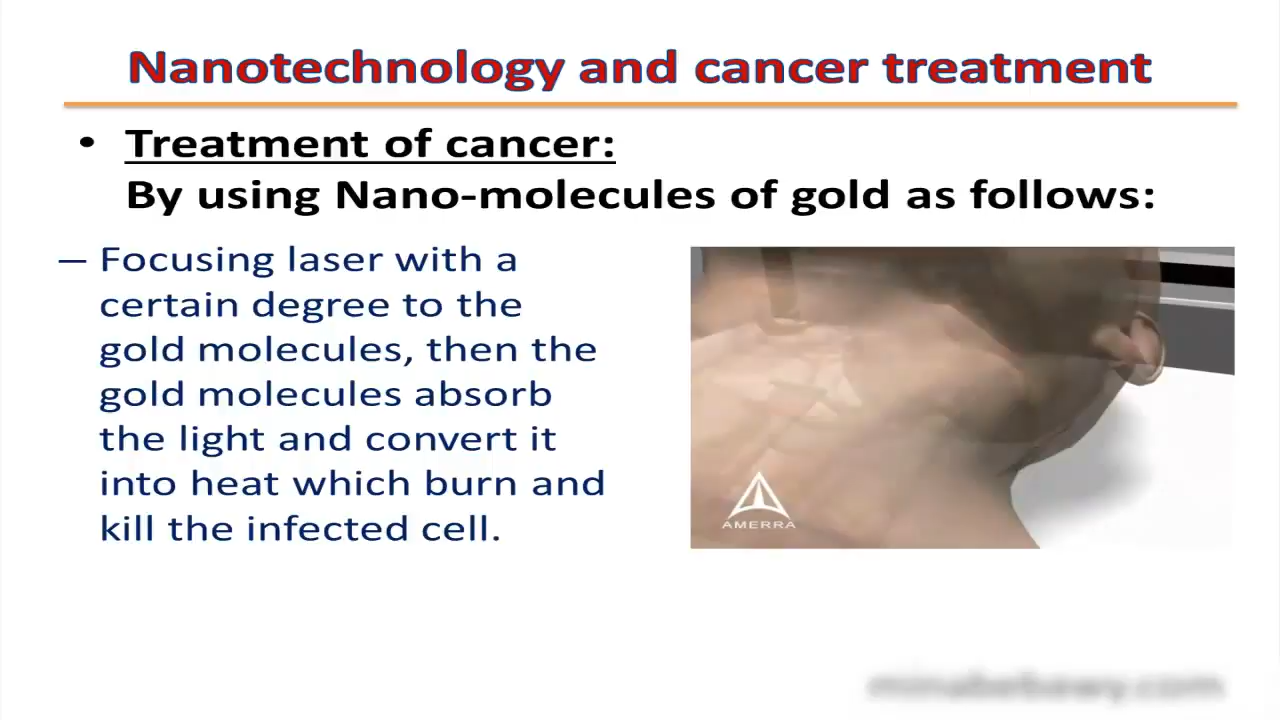 Nanotechnology and cancer treatment
• Treatment of cancer:
By using Nano-molecules of gold as follows:
– Focusing laser with a
certain degree to the
gold molecules, then the
gold molecules absorb
the light and convert it
into heat which burn and
kill the infected cell.
AMERRA
minabebawy.com